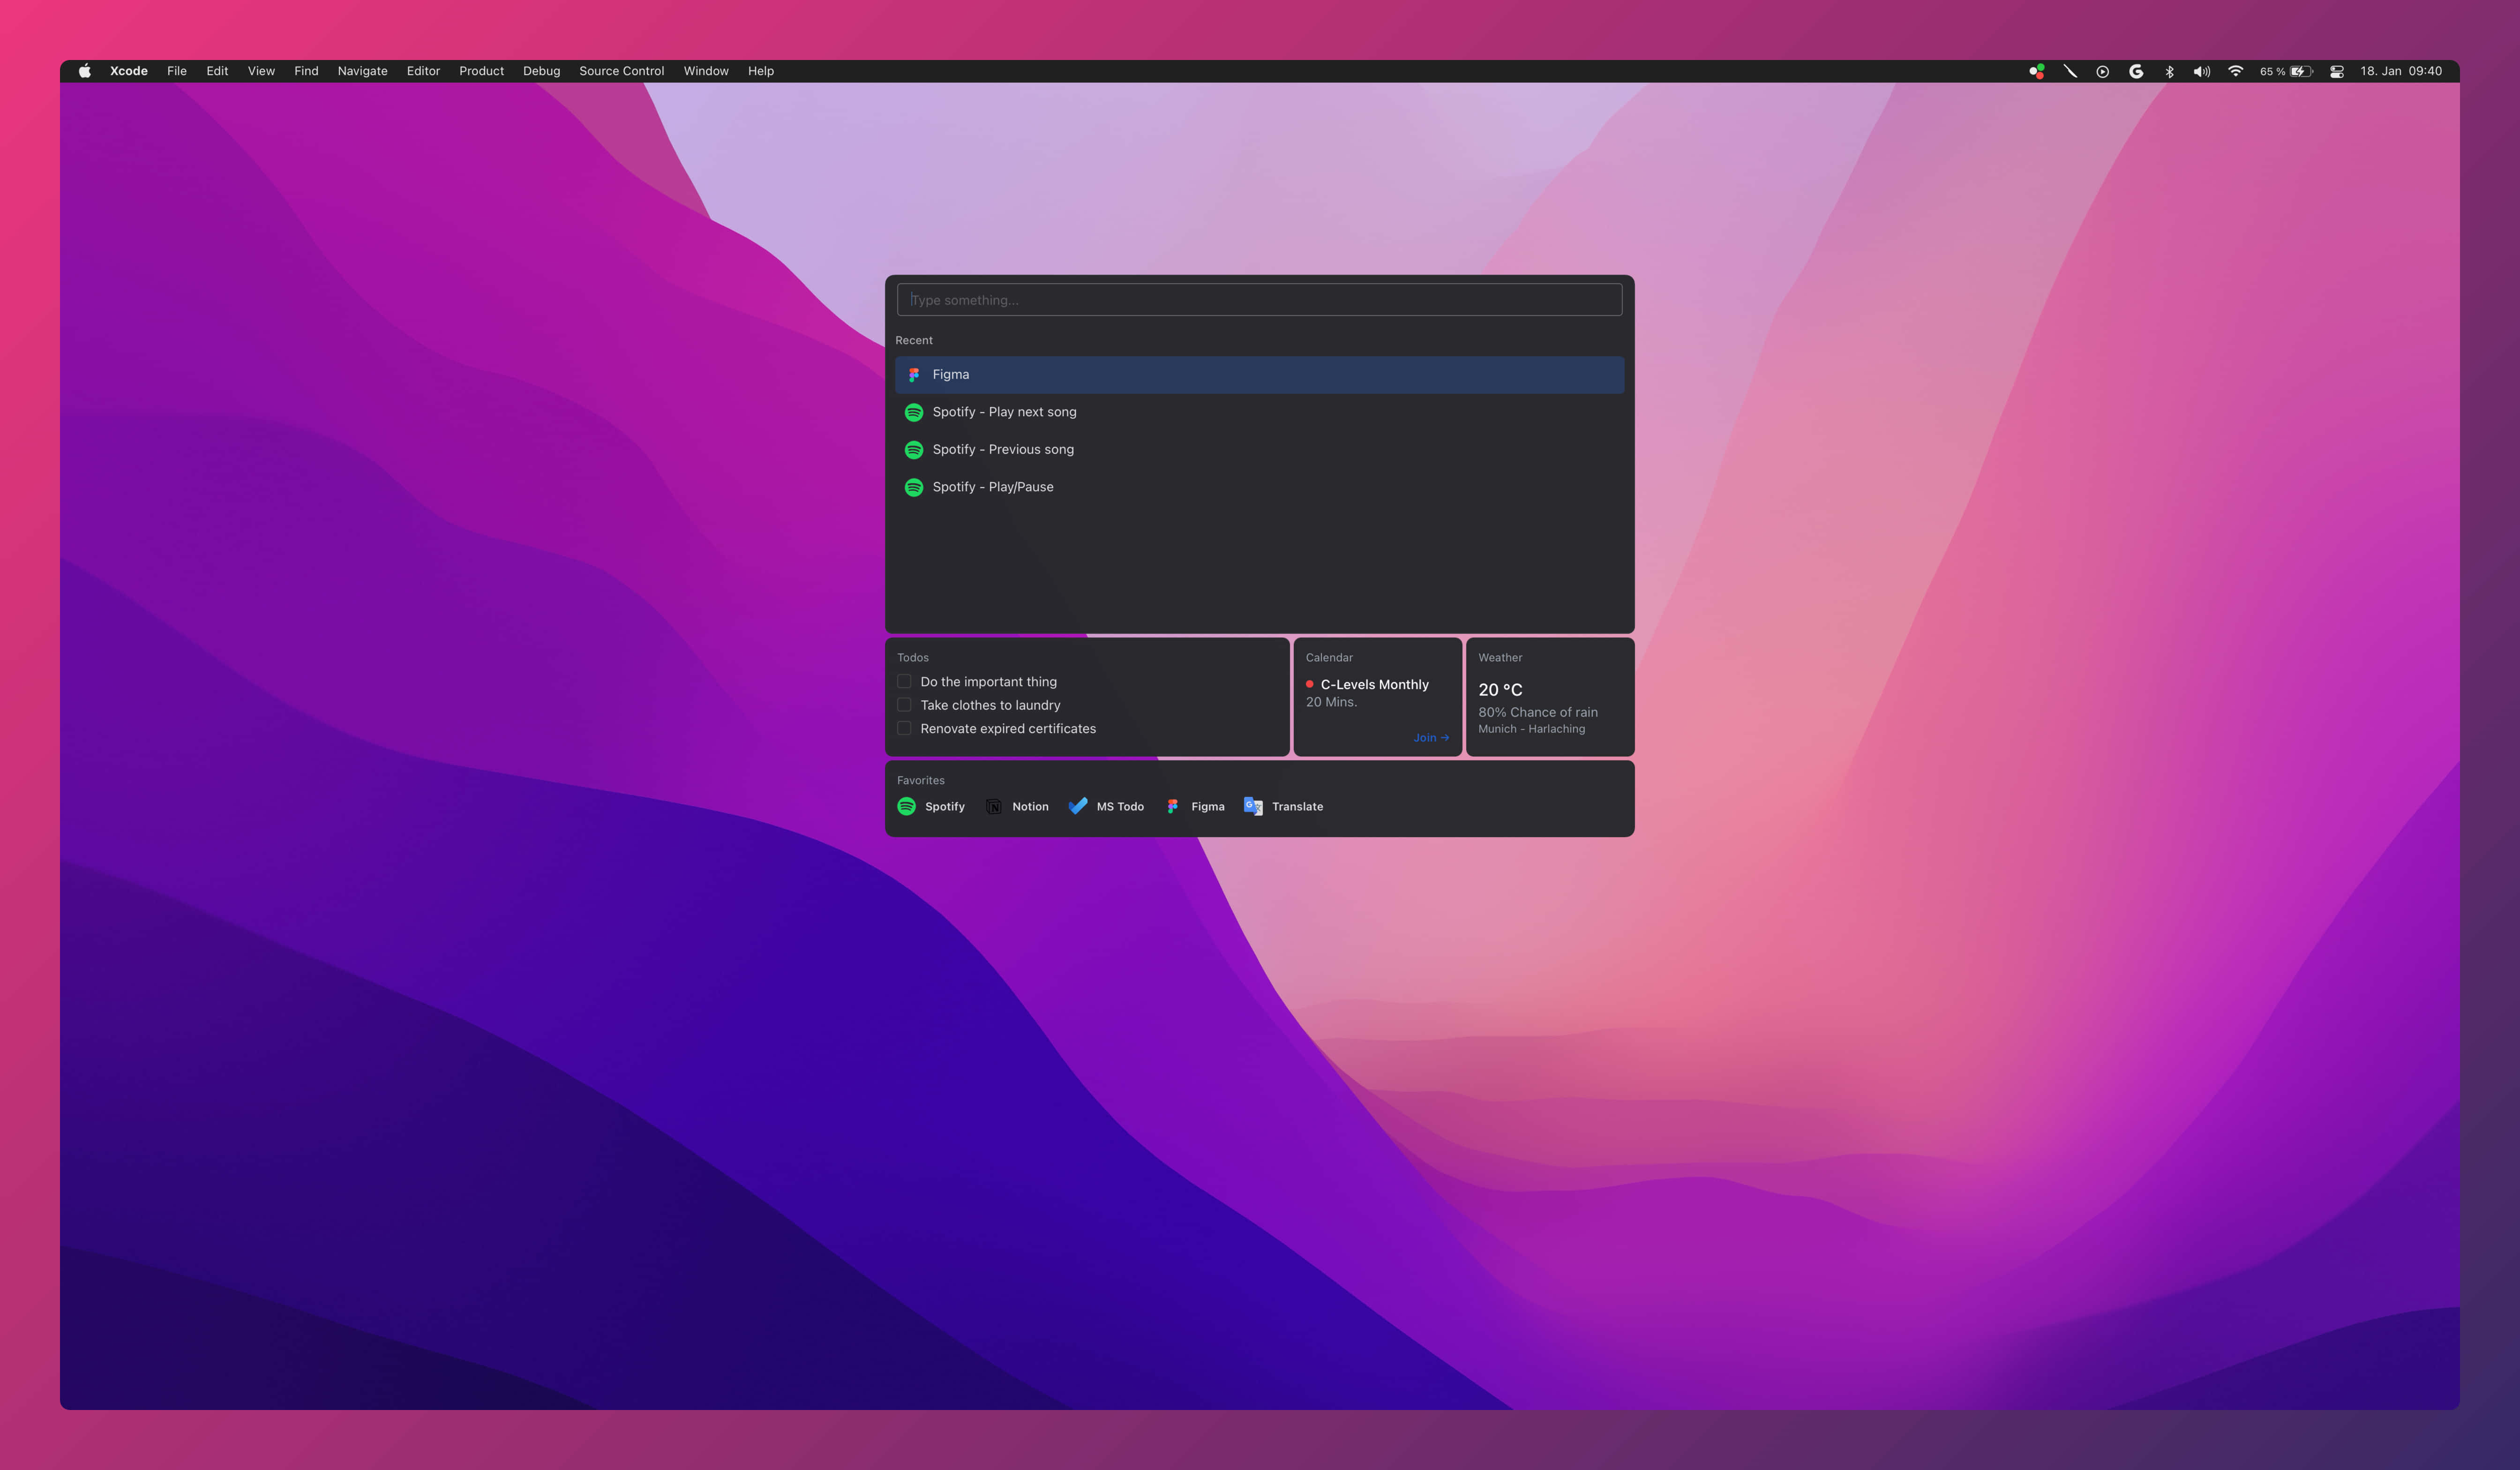 Xcode File Edit View Find Navigate Editor Product Debug Source Control Window Help 65 % 18. Jan 09:40
Type something...
Recent
Figma
Spotify - Play next song
Spotify - Previous song
Spotify - Play/Pause
Todos
Do the important thing
Take clothes to laundry
Renovate expired certificates
Calendar
C-Levels Monthly
20 Mins.
Join →
Weather
20 °C
80% Chance of rain
Munich - Harlaching
Favorites
Spotify Notion MS Todo Figma Translate